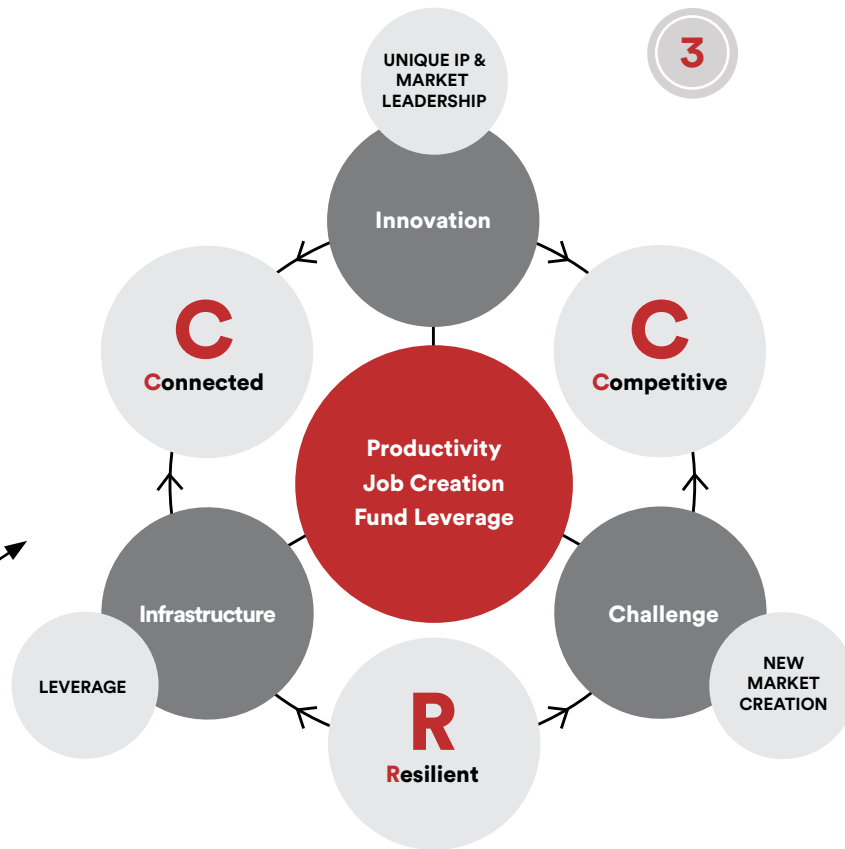 UNIQUE IP &
MARKET
LEADERSHIP
3
Innovation
C
Connected
C
Competitive
Productivity
Job Creation
Fund Leverage
Infrastructure
Challenge
LEVERAGE
NEW
MARKET
CREATION
R
Resilient